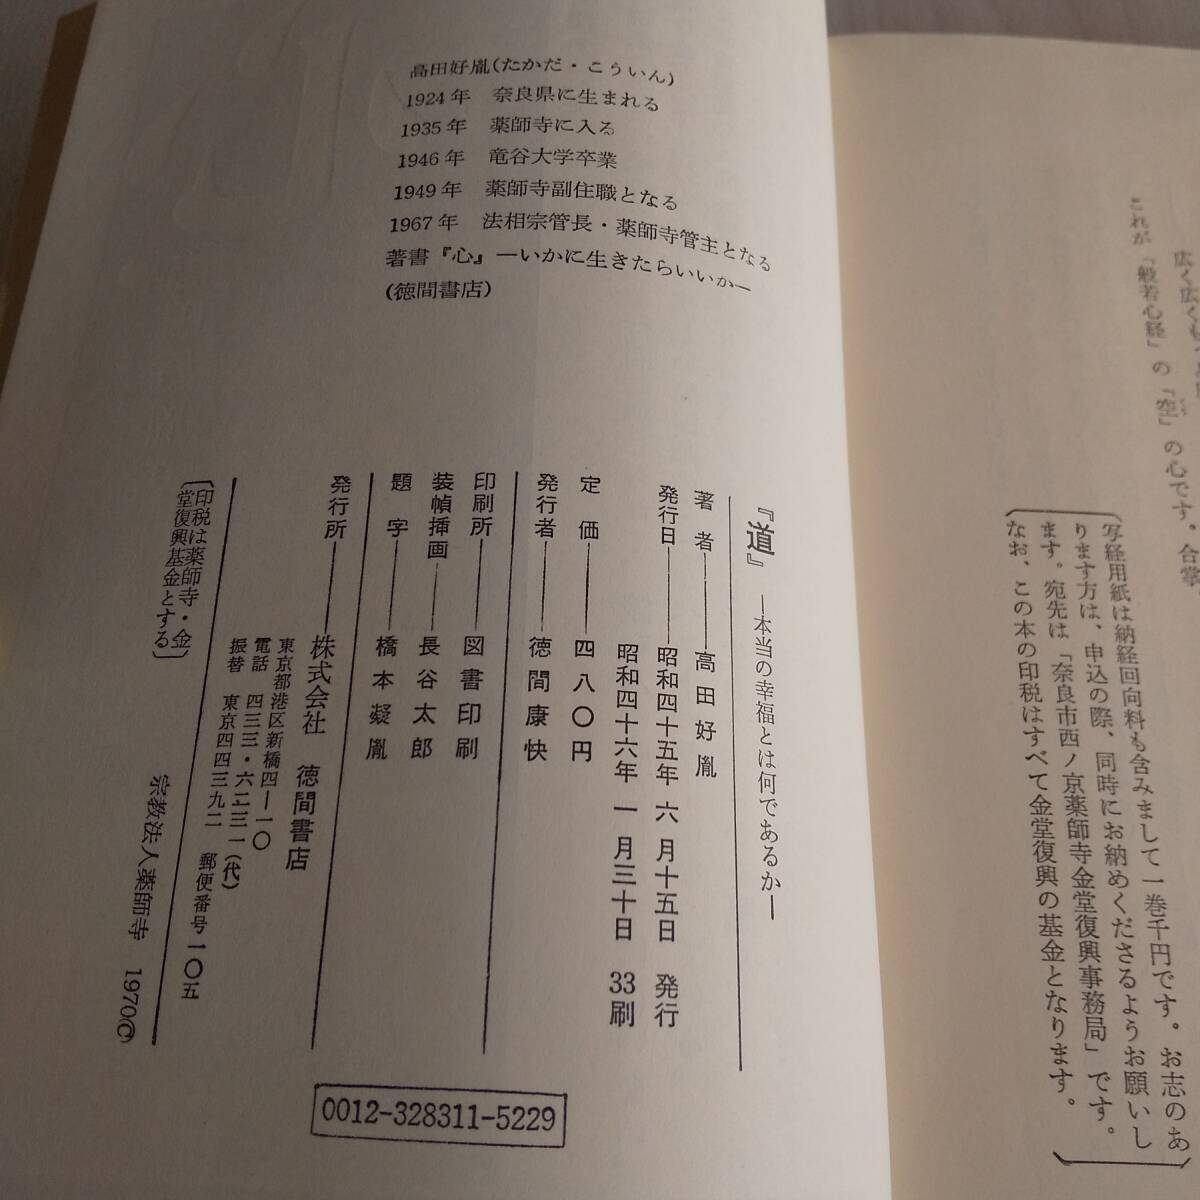 広く広くも
これが「般若心経」の「空」の心です。合掌
くう
写経用紙は納経回向料も含みまして一巻千円です。お志のあ
ります方は、申込の際、同時にお納めくださるようお願いし
ます。宛先は「奈良市西ノ京薬師寺金堂復興事務局」です。
なお、この本の印税はすべて金堂復興の基金となります。
高田好胤(たかだ・こういん)
1924年 奈良県に生まれる
1935年 薬師寺に入る
1946年 竜谷大学卒業
1949年 薬師寺副住職となる
1967年 法相宗管長・薬師寺管主となる
著書『心』―いかに生きたらいいか―
(徳間書店)
『道』 ―本当の幸福とは何であるか―
著者――高田好胤
発行日――昭和四十五年 六月十五日 発行
昭和四十六年 一月三十日 33刷
定価――四八〇円
発行者――徳間康快
印刷所――図書印刷
装幀挿画――長谷太郎
題字――橋本凝胤
発行所――株式会社 徳間書店
東京都港区新橋四―一〇
電話 四三三・六二三一(代)
振替 東京四四三九二 郵便番号一〇五
〔印税は薬師寺・金
堂復興基金とする〕
宗教法人薬師寺 1970©
0012-328311-5229